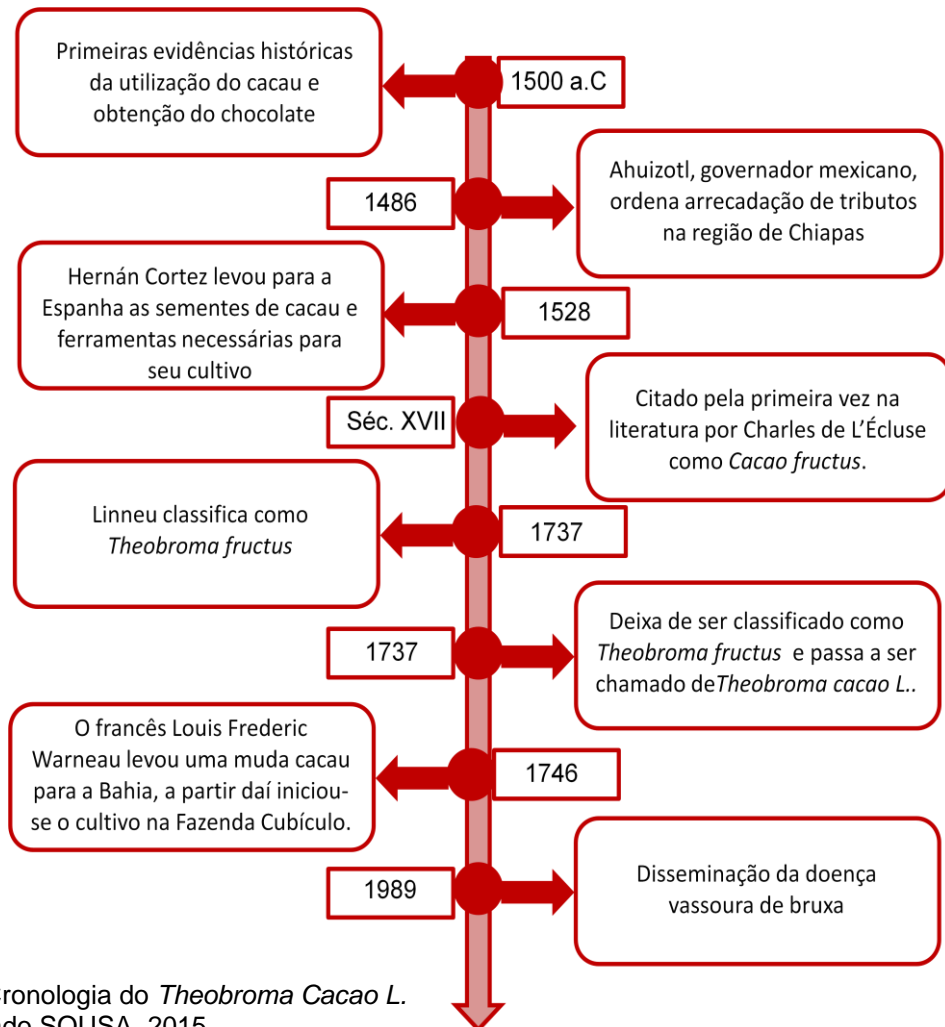 Primeiras evidências históricas
da utilização do cacau e
obtenção do chocolate
1500 a.C
1486
Ahuizotl, governador mexicano,
ordena arrecadação de tributos
na região de Chiapas
Hernán Cortez levou para a
Espanha as sementes de cacau e
ferramentas necessárias para
seu cultivo
1528
Séc. XVII
Citado pela primeira vez na
literatura por Charles de L’Écluse
como Cacao fructus.
Linneu classifica como
Theobroma fructus
1737
1737
Deixa de ser classificado como
Theobroma fructus e passa a ser
chamado deTheobroma cacao L..
O francês Louis Frederic
Warneau levou uma muda cacau
para a Bahia, a partir daí iniciou-
se o cultivo na Fazenda Cubículo.
1746
1989
Disseminação da doença
vassoura de bruxa
ronologia do Theobroma Cacao L.
SOUSA, 2015